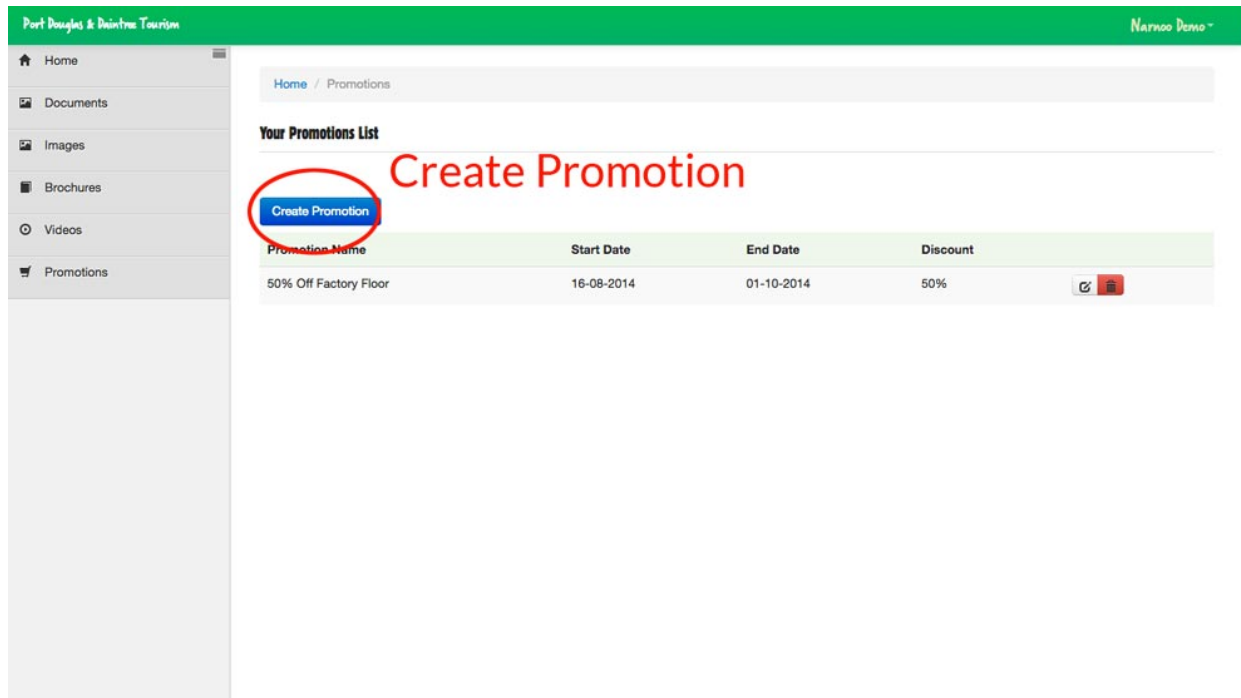 Port Douglas & Daintree Tourism
Narnoo Demo
Home
Documents
Images
Brochures
Videos
Promotions
Home / Promotions
Your Promotions List
Create Promotion
Create Promotion
Promotion Name Start Date End Date Discount
50% Off Factory Floor 16-08-2014 01-10-2014 50%